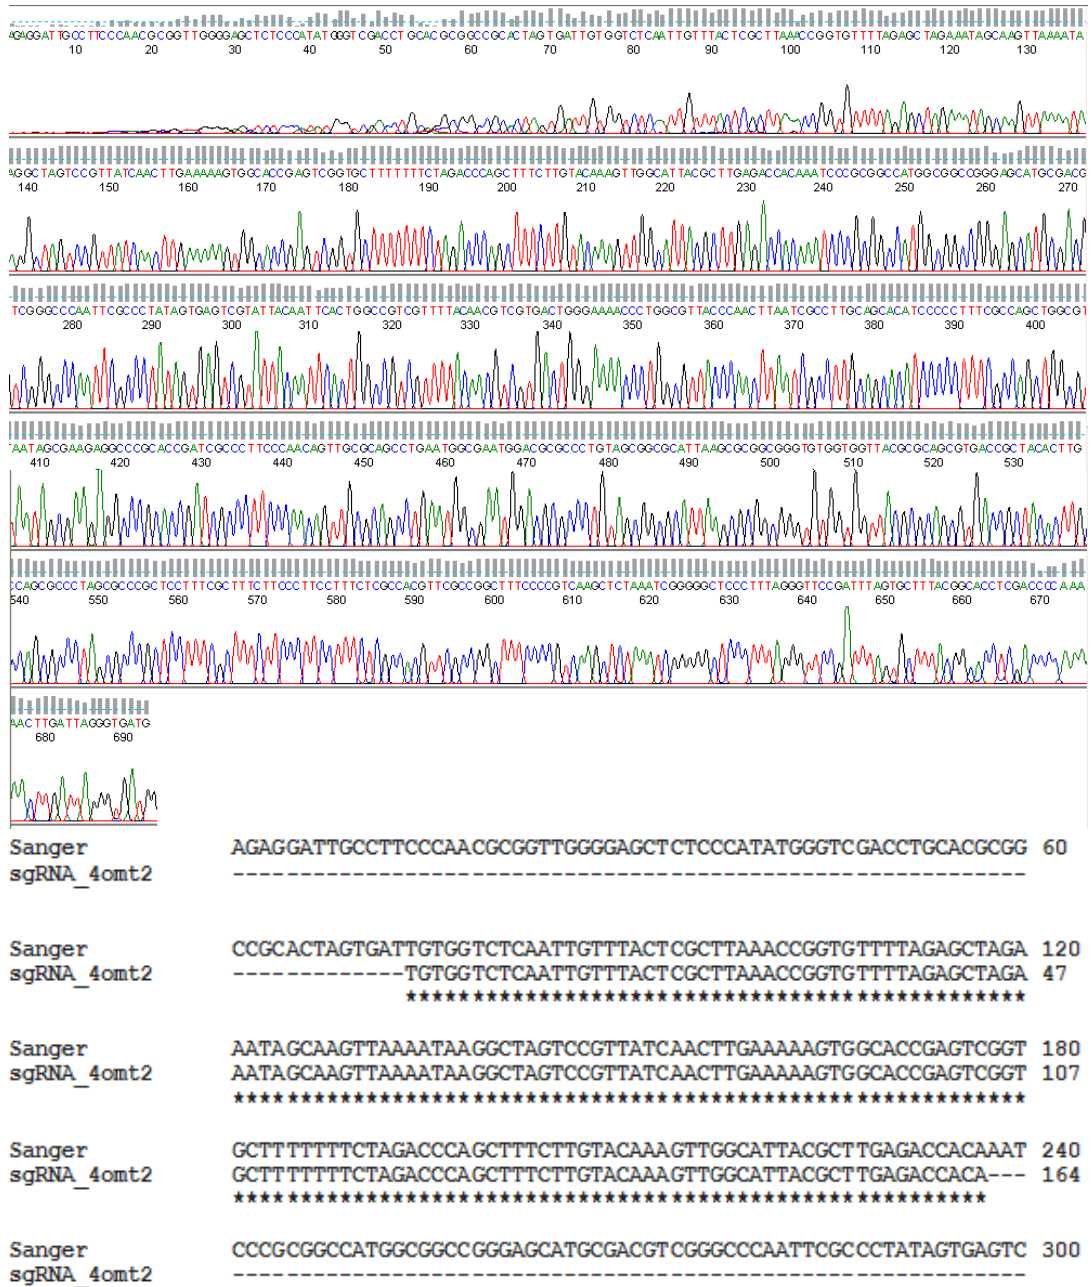 AGAGGATTGCCTTCCCAACGCGGTTGGGGAGCTCTCCCATATGGGTCGACCTGCACGCGGCCGCACTAGTGATTGTGGTCTCAATTGTTTACTCGCTTAAACCGGTGTTTTAGAGCTAGAAATAGCAAGTTAAAATA
10 20 30 40 50 60 70 80 90 100 110 120 130
AGGCTAGTCCGTTATCAACTTGAAAAAGTGGCACCGAGTCGGTGCTTTTTTTCTAGACCCAGCTTTCTTGTACAAAGTTGGCATTACGCTTGAGACCACAAATCCCGCGGCCATGGCGGCCGGGAGCATGCGACG
140 150 160 170 180 190 200 210 220 230 240 250 260 270
TCGGGCCCAATTCGCCCTATAGTGAGTCGTATTACAATTCACTGGCCGTCGTTTTACAACGTCGTGACTGGGAAAACCCTGGCGTTACCCAACTTAATCGCCTTGCAGCACATCCCCCTTTCGCCAGCTGGCGT
280 290 300 310 320 330 340 350 360 370 380 390 400
AATAGCGAAGAGGCCCGCACCGATCGCCCTTCCCAACAGTTGCGCAGCCTGAATGGCGAATGGACGCGCCCTGTAGCGGCGCATTAAGCGCGGCGGGTGTGGTGGTTACGCGCAGCGTGACCGCTACACTTG
410 420 430 440 450 460 470 480 490 500 510 520 530
CCAGCGCCCTAGCGCCCGCTCCTTTCGCTTTCTTCCCTTCCTTTCTCGCCACGTTCGCCGGCTTTCCCCGTCAAGCTCTAAATCGGGGGCTCCCTTTAGGGTTCCGATTTAGTGCTTTACGGCACCTCGACCCCAAA
540 550 560 570 580 590 600 610 620 630 640 650 660 670
AACTTGATTAGGGTGATG
680 690
Sanger AGAGGATTGCCTTCCCAACGCGGTTGGGGAGCTCTCCCATATGGGTCGACCTGCACGCGG 60
sgRNA_4omt2 ------------------------------------------------------------
Sanger CCGCACTAGTGATTGTGGTCTCAATTGTTTACTCGCTTAAACCGGTGTTTTAGAGCTAGA 120
sgRNA_4omt2 -------------TGTGGTCTCAATTGTTTACTCGCTTAAACCGGTGTTTTAGAGCTAGA 47
***********************************************
Sanger AATAGCAAGTTAAAATAAGGCTAGTCCGTTATCAACTTGAAAAAGTGGCACCGAGTCGGT 180
sgRNA_4omt2 AATAGCAAGTTAAAATAAGGCTAGTCCGTTATCAACTTGAAAAAGTGGCACCGAGTCGGT 107
************************************************************
Sanger GCTTTTTTTCTAGACCCAGCTTTCTTGTACAAAGTTGGCATTACGCTTGAGACCACAAAT 240
sgRNA_4omt2 GCTTTTTTTCTAGACCCAGCTTTCTTGTACAAAGTTGGCATTACGCTTGAGACCACA--- 164
*********************************************************
Sanger CCCGCGGCCATGGCGGCCGGGAGCATGCGACGTCGGGCCCAATTCGCCCTATAGTGAGTC 300
sgRNA_4omt2 ------------------------------------------------------------